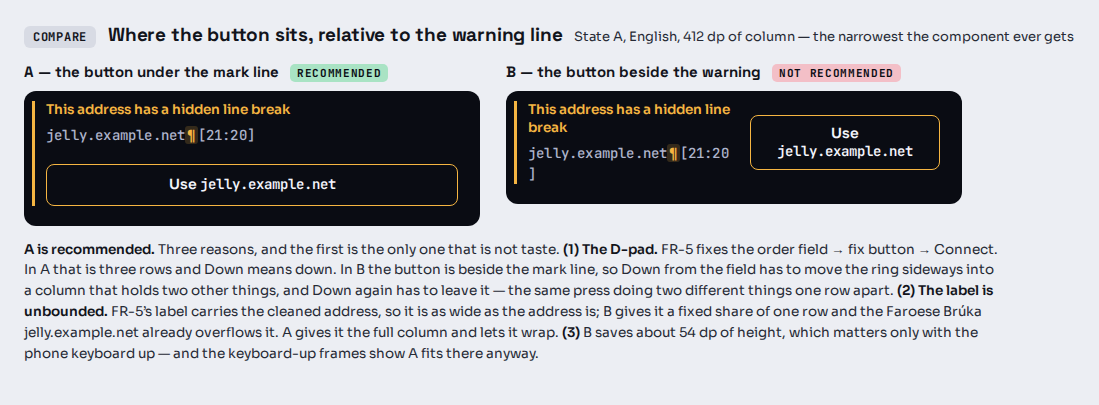 COMPARE Where the button sits, relative to the warning line State A, English, 412 dp of column — the narrowest the component ever gets
A — the button under the mark line RECOMMENDED
This address has a hidden line break
jelly.example.net¶[21:20]
Use jelly.example.net
B — the button beside the warning NOT RECOMMENDED
This address has a hidden line
break
jelly.example.net¶[21:20
]
Use
jelly.example.net
A is recommended. Three reasons, and the first is the only one that is not taste. (1) The D-pad. FR-5 fixes the order field → fix button → Connect.
In A that is three rows and Down means down. In B the button is beside the mark line, so Down from the field has to move the ring sideways into
a column that holds two other things, and Down again has to leave it — the same press doing two different things one row apart. (2) The label is
unbounded. FR-5's label carries the cleaned address, so it is as wide as the address is; B gives it a fixed share of one row and the Faroese Brúka
jelly.example.net already overflows it. A gives it the full column and lets it wrap. (3) B saves about 54 dp of height, which matters only with the
phone keyboard up — and the keyboard-up frames show A fits there anyway.